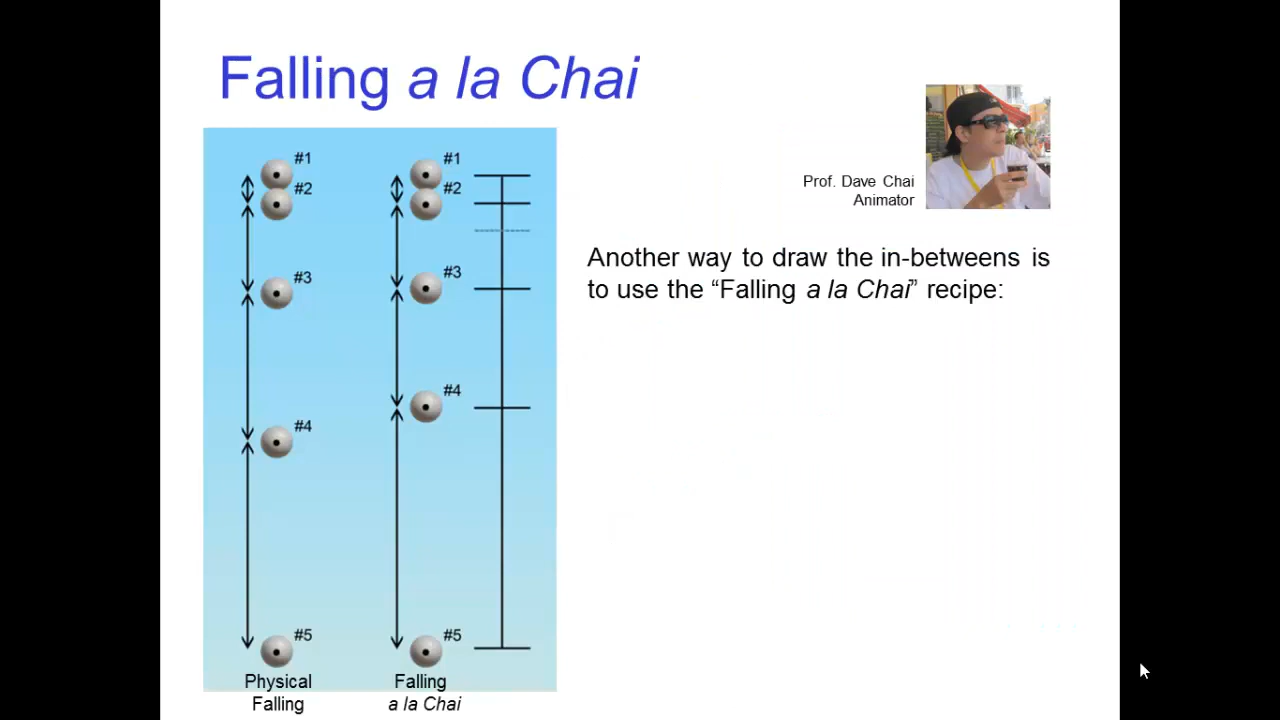 Falling a la Chai
Prof. Dave Chai
Animator
Another way to draw the in-betweens is
to use the “Falling a la Chai” recipe:
#1
#2
#3
#4
#5
Physical
Falling
#1
#2
#3
#4
#5
Falling
a la Chai